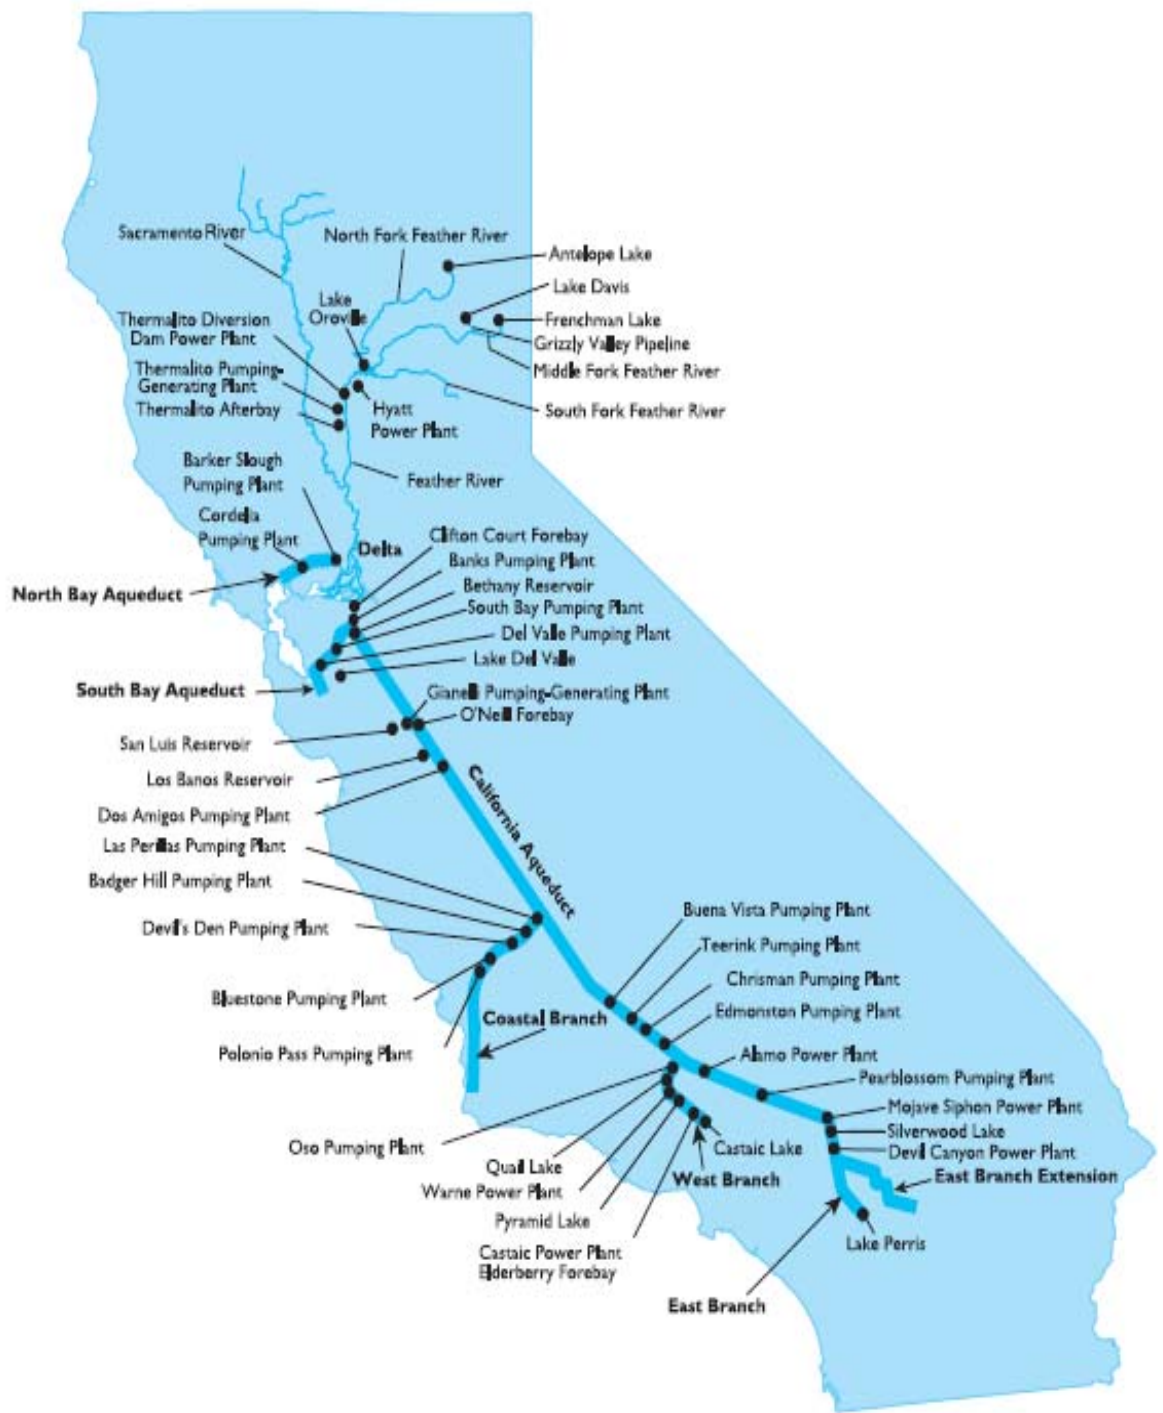 Sacramento River
North Fork Feather River
Antelope Lake
Lake Davis
Lake
Oroville
Thermalito Diversion
Dam Power Plant
Frenchman Lake
Grizzly Valley Pipeline
Thermalito Pumping-
Generating Plant
Middle Fork Feather River
Thermalito Afterbay
Hyatt
Power Plant
South Fork Feather River
Barker Slough
Pumping Plant
Feather River
Cordelia
Pumping Plant
Delta
Clifton Court Forebay
Banks Pumping Plant
Bethany Reservoir
North Bay Aqueduct
South Bay Pumping Plant
Del Valle Pumping Plant
Lake Del Valle
South Bay Aqueduct
Gianelli Pumping-Generating Plant
O'Neill Forebay
San Luis Reservoir
Los Banos Reservoir
California Aqueduct
Dos Amigos Pumping Plant
Las Perillas Pumping Plant
Badger Hill Pumping Plant
Devil's Den Pumping Plant
Buena Vista Pumping Plant
Teerink Pumping Plant
Chrisman Pumping Plant
Bluestone Pumping Plant
Edmonston Pumping Plant
Coastal Branch
Polonio Pass Pumping Plant
Alamo Power Plant
Pearblossom Pumping Plant
Mojave Siphon Power Plant
Silverwood Lake
Oso Pumping Plant
Castaic Lake
Devil Canyon Power Plant
Quail Lake
West Branch
East Branch Extension
Warne Power Plant
Pyramid Lake
Lake Perris
Castaic Power Plant
Elderberry Forebay
East Branch